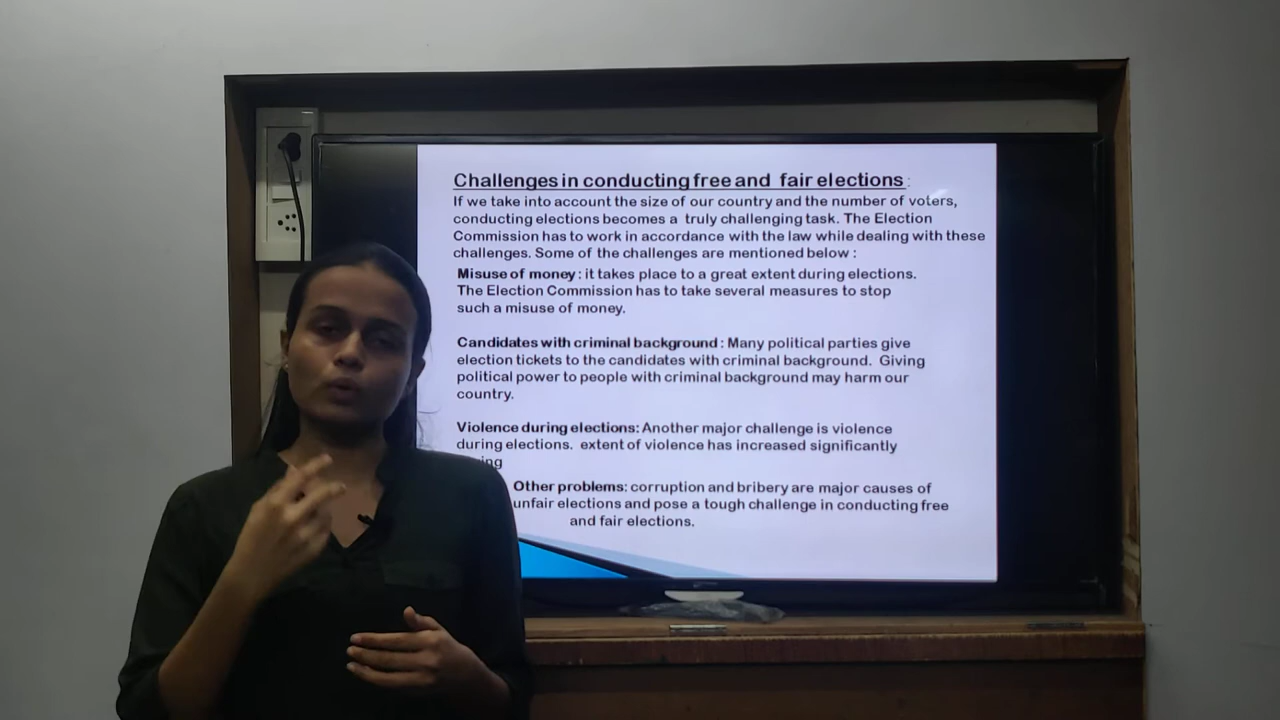 Challenges in conducting free and fair elections :
If we take into account the size of our country and the number of voters,
conducting elections becomes a truly challenging task. The Election
Commission has to work in accordance with the law while dealing with these
challenges. Some of the challenges are mentioned below :
Misuse of money : it takes place to a great extent during elections.
The Election Commission has to take several measures to stop
such a misuse of money.
Candidates with criminal background : Many political parties give
election tickets to the candidates with criminal background. Giving
political power to people with criminal background may harm our
country.
Violence during elections: Another major challenge is violence
during elections. extent of violence has increased significantly
Other problems: corruption and bribery are major causes of
unfair elections and pose a tough challenge in conducting free
and fair elections.